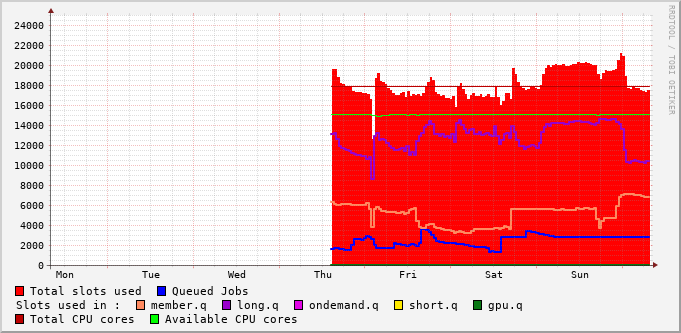 24000
22000
20000
18000
16000
14000
12000
10000
8000
6000
4000
2000
0
Mon Tue Wed Thu Fri Sat Sun
Total slots used Queued Jobs
Slots used in : member.q long.q ondemand.q short.q gpu.q
Total CPU cores Available CPU cores
RRDTOOL / TOBI OETIKER